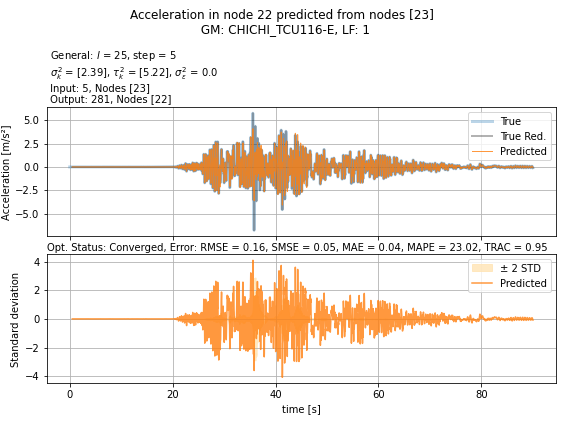 Acceleration in node 22 predicted from nodes [23]
GM: CHICHI_TCU116-E, LF: 1
General: l = 25, step = 5
σ²ₖ = [2.39], τ²ₖ = [5.22], σ²ε = 0.0
Input: 5, Nodes [23]
Output: 281, Nodes [22]
Acceleration [m/s²]
5.0
2.5
0.0
−2.5
−5.0
True
True Red.
Predicted
Opt. Status: Converged, Error: RMSE = 0.16, SMSE = 0.05, MAE = 0.04, MAPE = 23.02, TRAC = 0.95
Standard deviation
4
2
0
−2
−4
± 2 STD
Predicted
0
20
40
60
80
time [s]